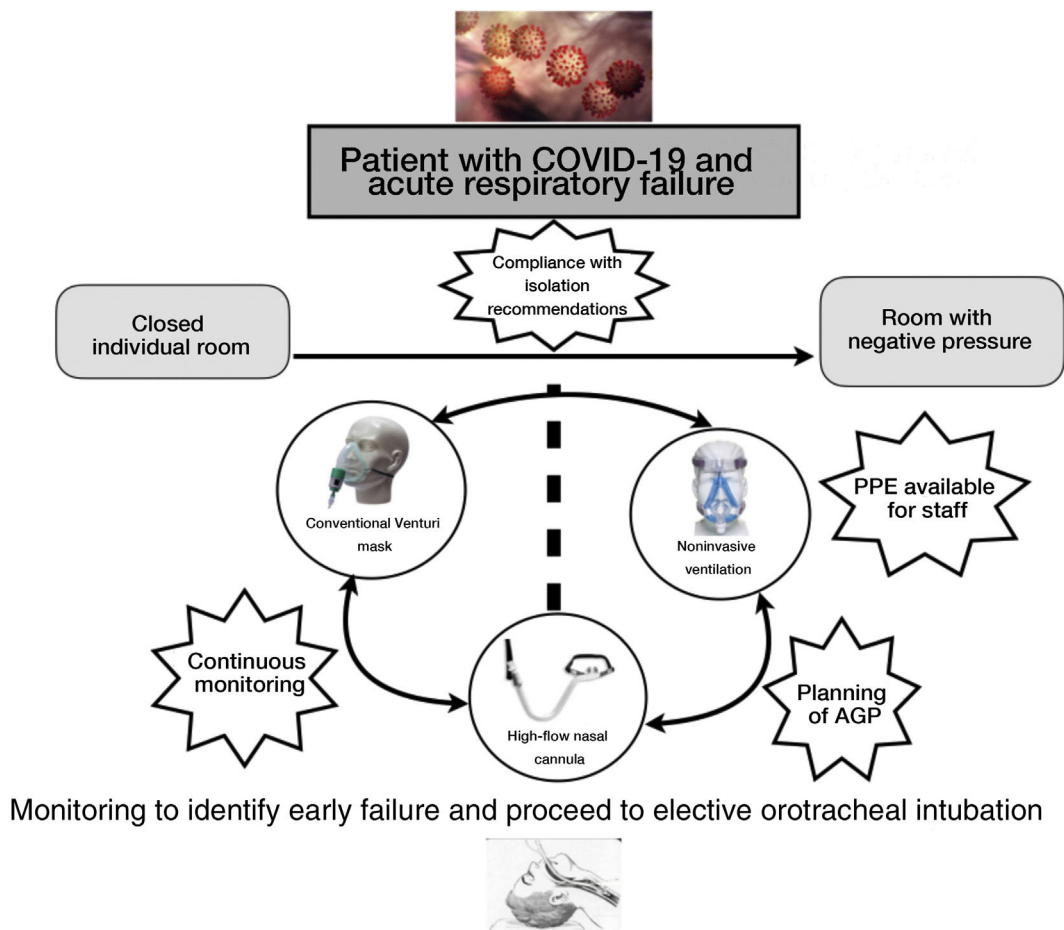 Patient with COVID-19 and
acute respiratory failure
Compliance with
isolation
recommendations
Closed
individual room
Room with
negative pressure
Conventional Venturi
mask
Noninvasive
ventilation
PPE available
for staff
Continuous
monitoring
High-flow nasal
cannula
Planning
of AGP
Monitoring to identify early failure and proceed to elective orotracheal intubation